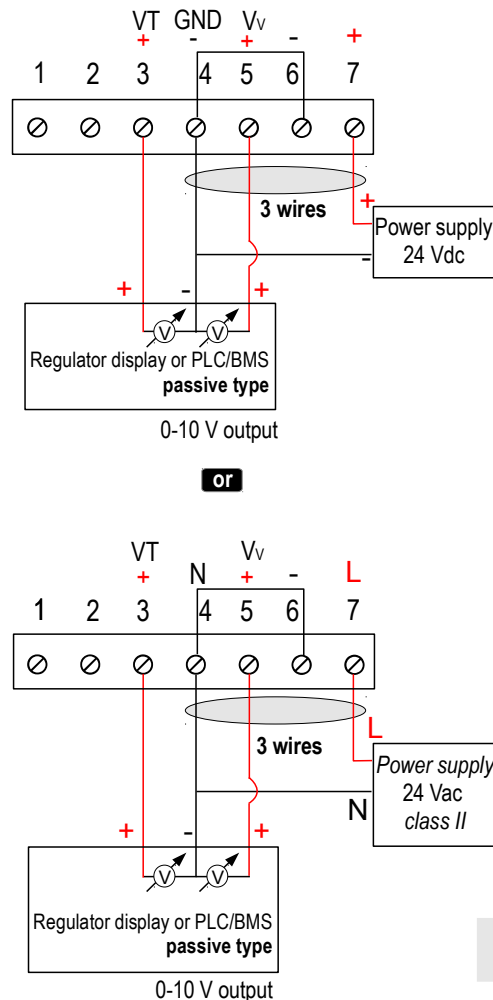 VT GND Vv
+ - + - +
1 2 3 4 5 6 7
3 wires
+
Power supply
24 Vdc
-
+ - +
V V
Regulator display or PLC/BMS
passive type
0-10 V output
or
VT N Vv L
+ + -
1 2 3 4 5 6 7
3 wires
L
Power supply
24 Vac
class II
N
+ - +
V V
Regulator display or PLC/BMS
passive type
0-10 V output